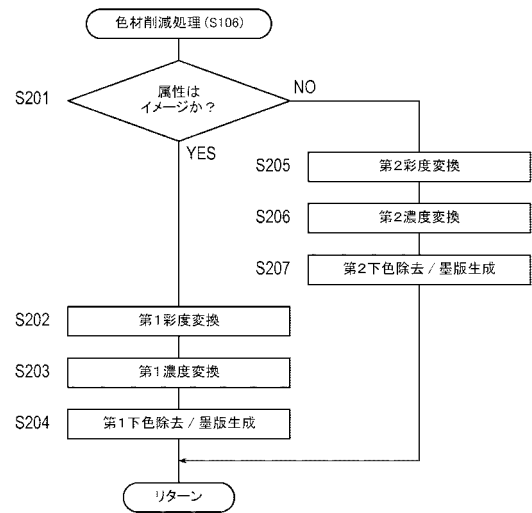 色材削減処理(S106)
S201
属性は
イメージか？
NO
YES
S205
第2彩度変換
S206
第2濃度変換
S207
第2下色除去 / 墨版生成
S202
第1彩度変換
S203
第1濃度変換
S204
第1下色除去 / 墨版生成
リターン